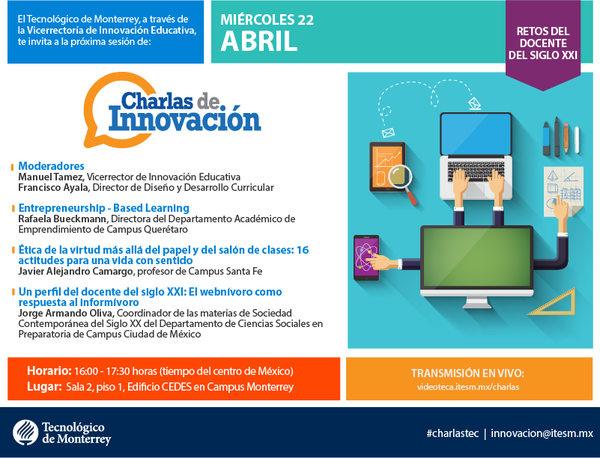 El Tecnológico de Monterrey, a través de
la Vicerrectoría de Innovación Educativa,
te invita a la próxima sesión de:
MIÉRCOLES 22
ABRIL
RETOS DEL
DOCENTE
DEL SIGLO XXI
Charlas de
Innovación
Moderadores
Manuel Tamez, Vicerrector de Innovación Educativa
Francisco Ayala, Director de Diseño y Desarrollo Curricular
Entrepreneurship - Based Learning
Rafaela Bueckmann, Directora del Departamento Académico de
Emprendimiento de Campus Querétaro
Ética de la virtud más allá del papel y del salón de clases: 16
actitudes para una vida con sentido
Javier Alejandro Camargo, profesor de Campus Santa Fe
Un perfil del docente del siglo XXI: El webnívoro como
respuesta al informívoro
Jorge Armando Oliva, Coordinador de las materias de Sociedad
Contemporánea del Siglo XX del Departamento de Ciencias Sociales en
Preparatoria de Campus Ciudad de México
Horario: 16:00 - 17:30 horas (tiempo del centro de México)
Lugar: Sala 2, piso 1, Edificio CEDES en Campus Monterrey
TRANSMISIÓN EN VIVO:
videoteca.itesm.mx/charlas
Tecnológico
de Monterrey
#charlastec | innovacion@itesm.mx